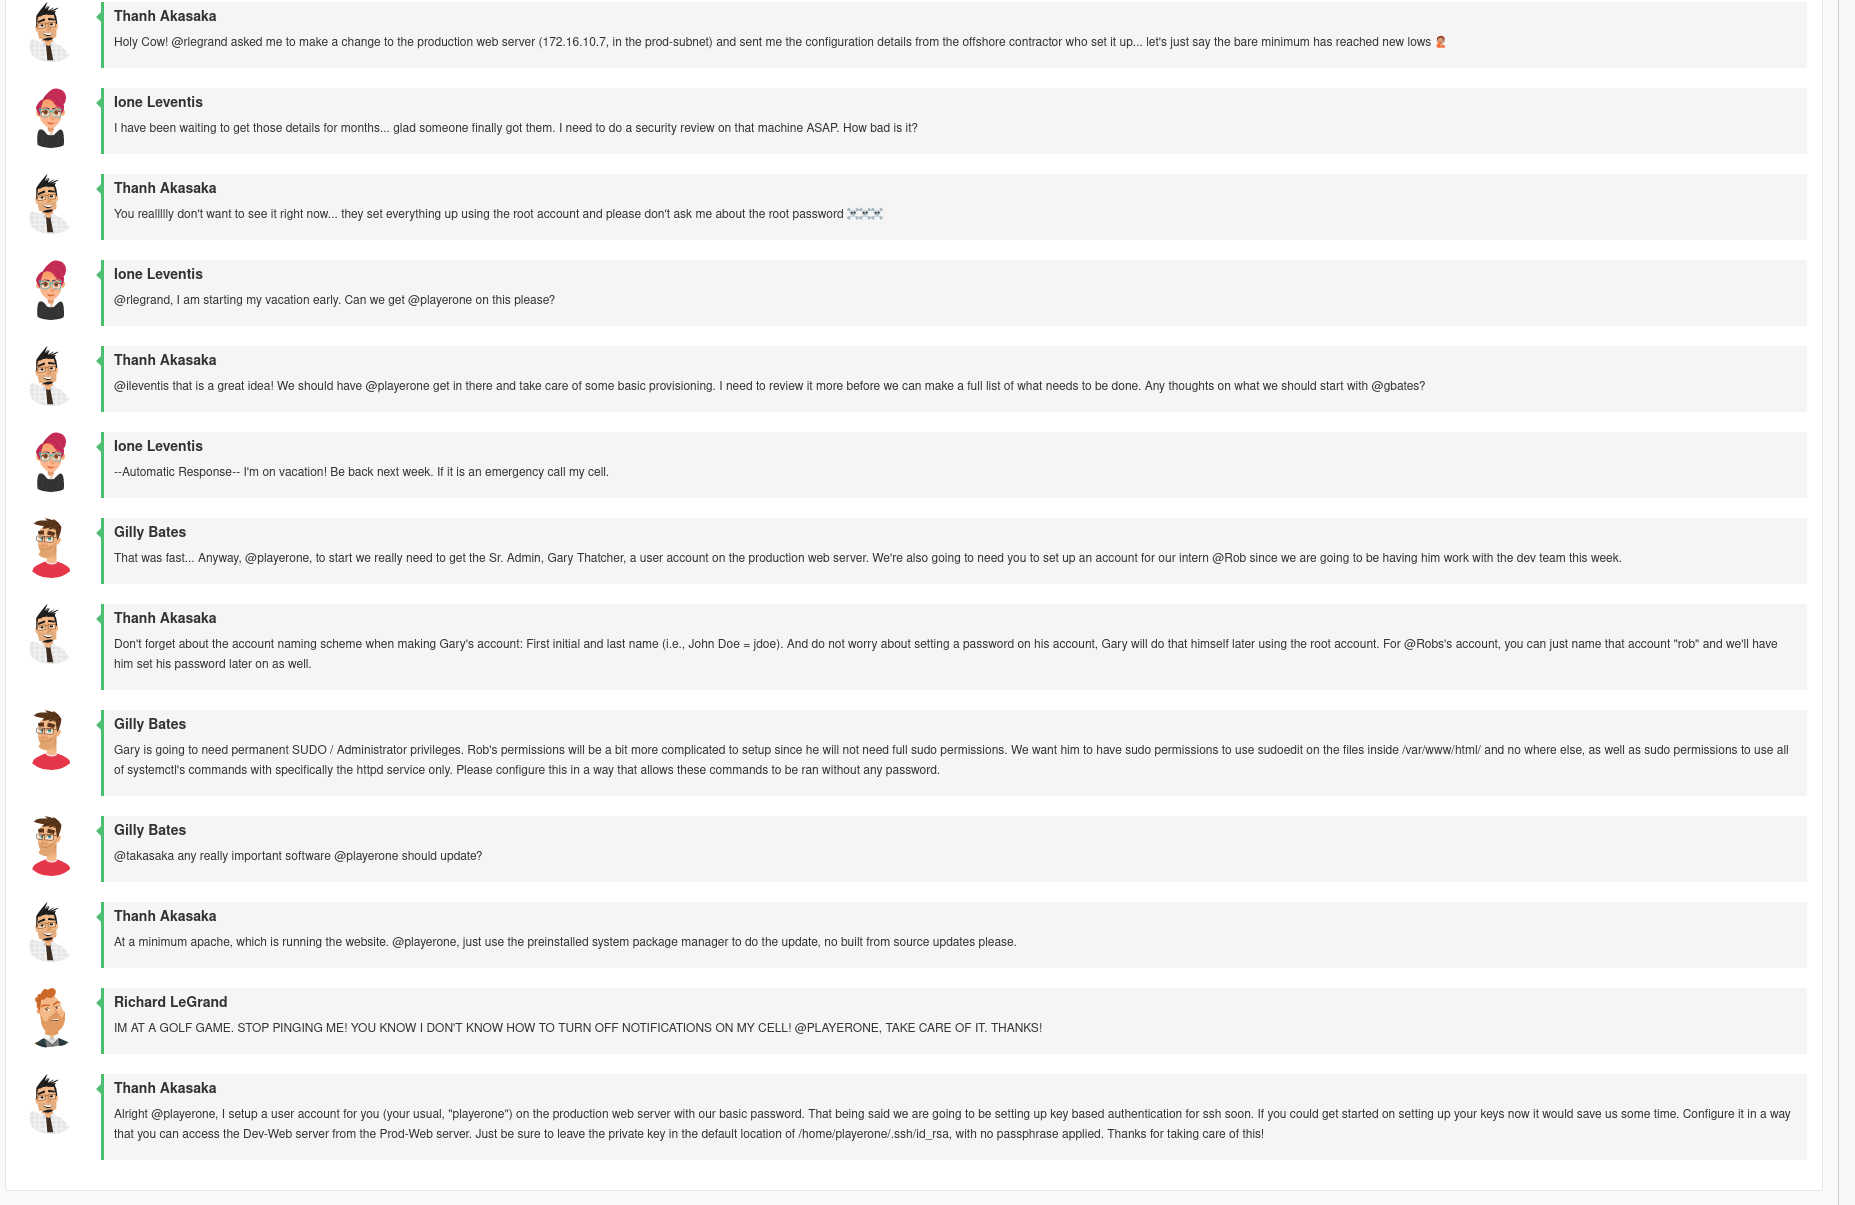 Thanh Akasaka
Holy Cow! @rlegrand asked me to make a change to the production web server (172.16.10.7, in the prod-subnet) and sent me the configuration details from the offshore contractor who set it up... let's just say the bare minimum has reached new lows 🤦
Ione Leventis
I have been waiting to get those details for months... glad someone finally got them. I need to do a security review on that machine ASAP. How bad is it?
Thanh Akasaka
You reallllly don't want to see it right now... they set everything up using the root account and please don't ask me about the root password ☠☠☠
Ione Leventis
@rlegrand, I am starting my vacation early. Can we get @playerone on this please?
Thanh Akasaka
@ileventis that is a great idea! We should have @playerone get in there and take care of some basic provisioning. I need to review it more before we can make a full list of what needs to be done. Any thoughts on what we should start with @gbates?
Ione Leventis
--Automatic Response-- I'm on vacation! Be back next week. If it is an emergency call my cell.
Gilly Bates
That was fast... Anyway, @playerone, to start we really need to get the Sr. Admin, Gary Thatcher, a user account on the production web server. We're also going to need you to set up an account for our intern @Rob since we are going to be having him work with the dev team this week.
Thanh Akasaka
Don't forget about the account naming scheme when making Gary's account: First initial and last name (i.e., John Doe = jdoe). And do not worry about setting a password on his account, Gary will do that himself later using the root account. For @Robs's account, you can just name that account "rob" and we'll have
him set his password later on as well.
Gilly Bates
Gary is going to need permanent SUDO / Administrator privileges. Rob's permissions will be a bit more complicated to setup since he will not need full sudo permissions. We want him to have sudo permissions to use sudoedit on the files inside /var/www/html/ and no where else, as well as sudo permissions to use all
of systemctl's commands with specifically the httpd service only. Please configure this in a way that allows these commands to be ran without any password.
Gilly Bates
@takasaka any really important software @playerone should update?
Thanh Akasaka
At a minimum apache, which is running the website. @playerone, just use the preinstalled system package manager to do the update, no built from source updates please.
Richard LeGrand
IM AT A GOLF GAME. STOP PINGING ME! YOU KNOW I DON'T KNOW HOW TO TURN OFF NOTIFICATIONS ON MY CELL! @PLAYERONE, TAKE CARE OF IT. THANKS!
Thanh Akasaka
Alright @playerone, I setup a user account for you (your usual, "playerone") on the production web server with our basic password. That being said we are going to be setting up key based authentication for ssh soon. If you could get started on setting up your keys now it would save us some time. Configure it in a way
that you can access the Dev-Web server from the Prod-Web server. Just be sure to leave the private key in the default location of /home/playerone/.ssh/id_rsa, with no passphrase applied. Thanks for taking care of this!